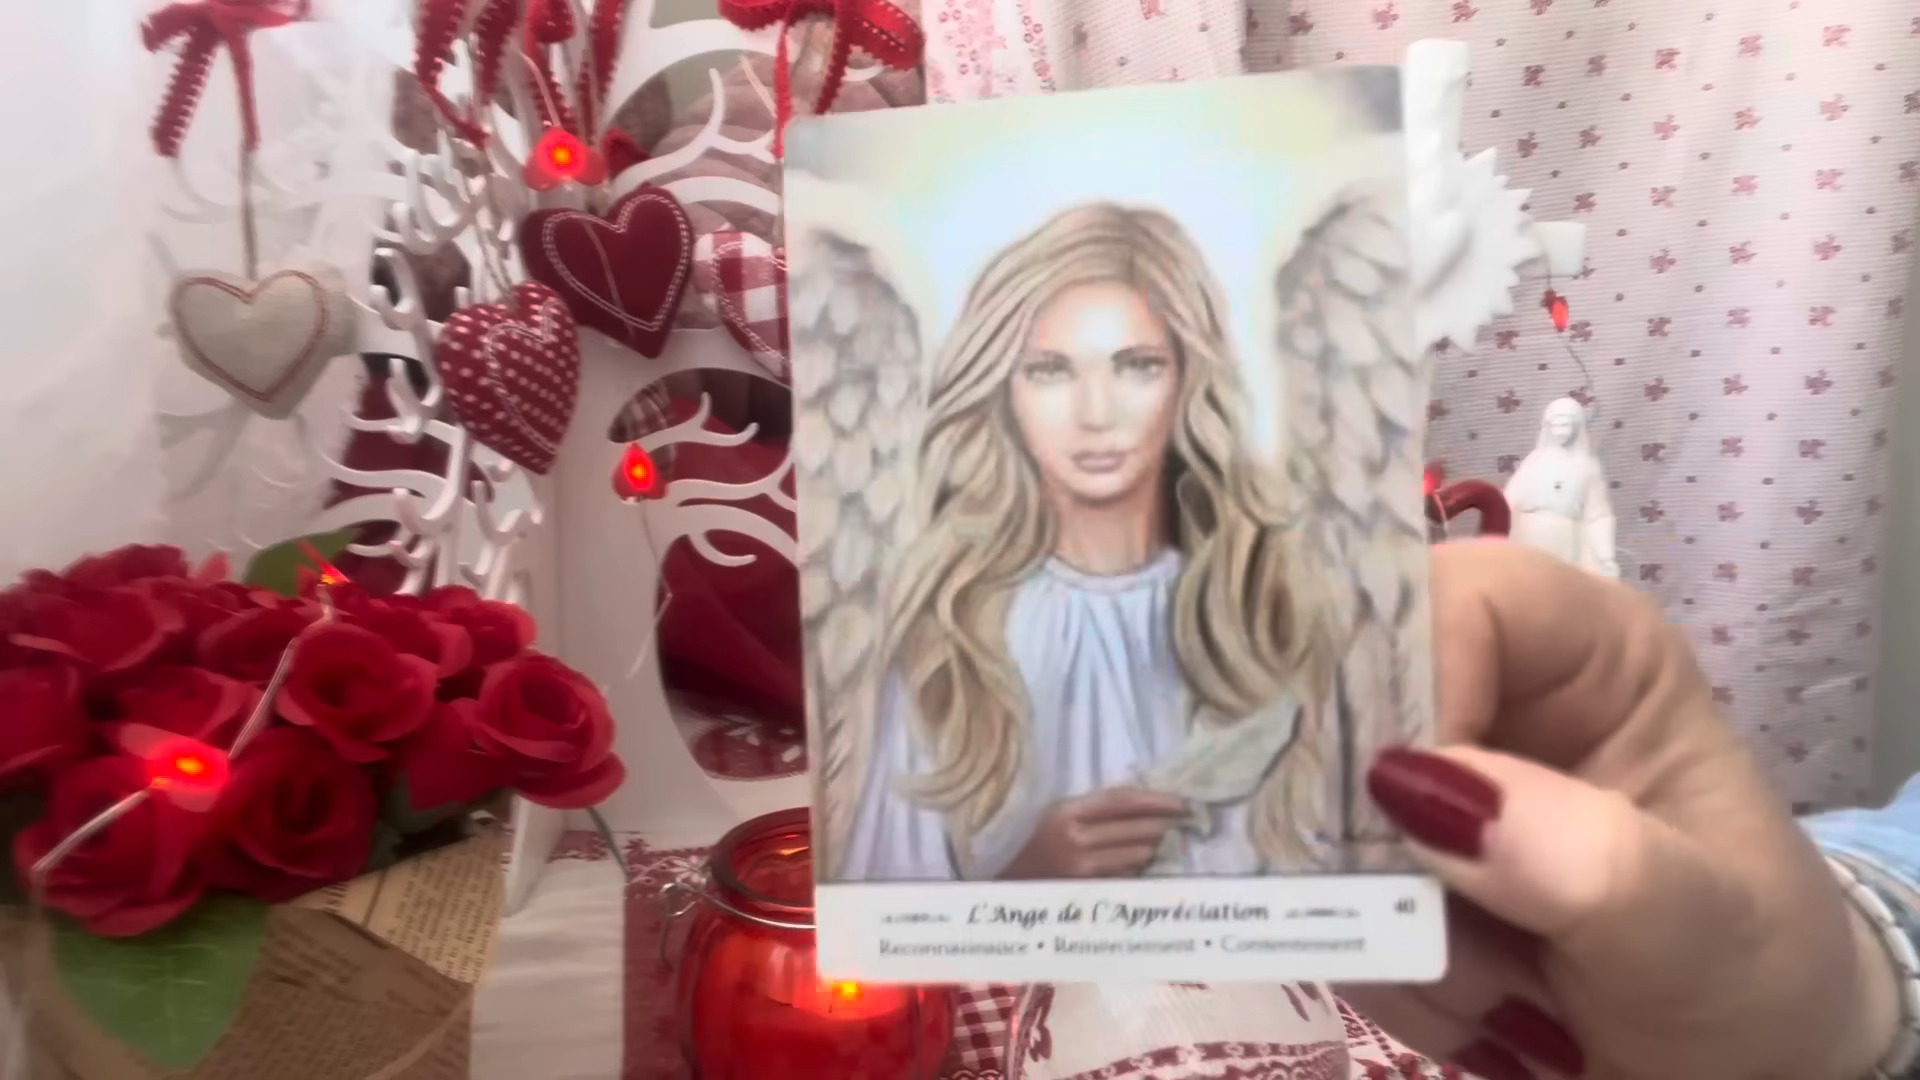 L'Ange de l'Appréciation 40
Reconnaissance • Remerciement • Contentement